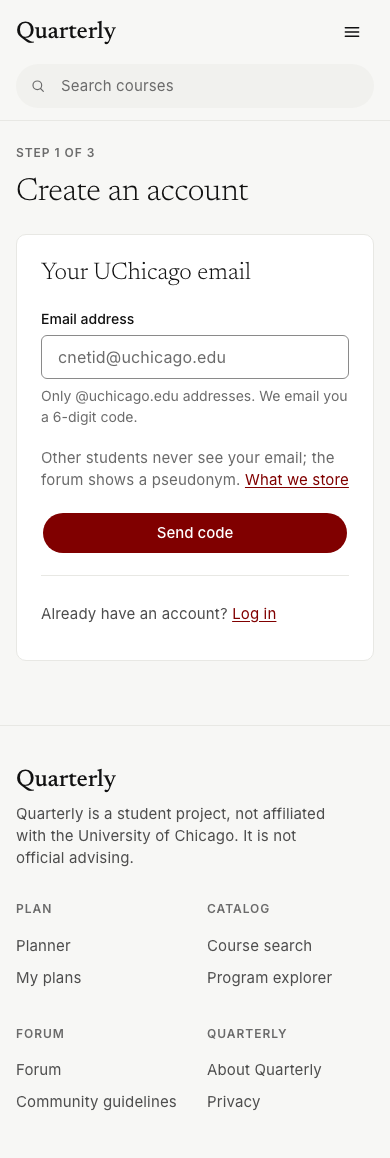 Quarterly
Search courses
STEP 1 OF 3
Create an account
Your UChicago email
Email address
cnetid@uchicago.edu
Only @uchicago.edu addresses. We email you
a 6-digit code.
Other students never see your email; the
forum shows a pseudonym. What we store
Send code
Already have an account? Log in
Quarterly
Quarterly is a student project, not affiliated
with the University of Chicago. It is not
official advising.
PLAN
Planner
My plans
CATALOG
Course search
Program explorer
FORUM
Forum
Community guidelines
QUARTERLY
About Quarterly
Privacy